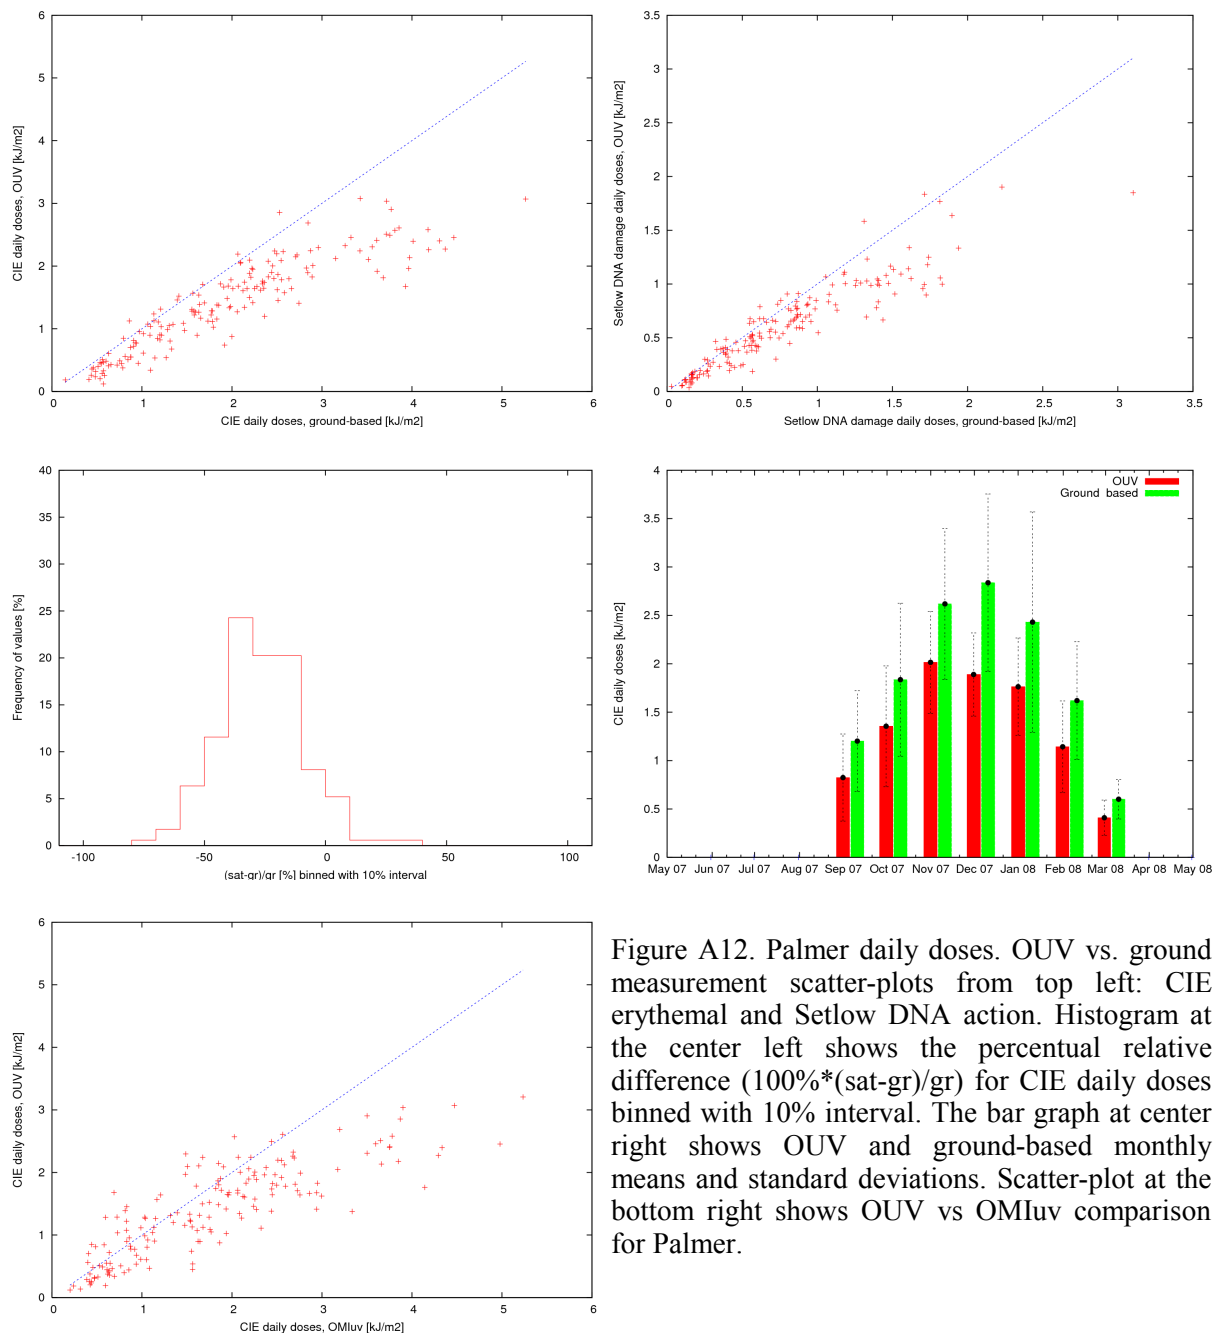 6
5
4
3
2
1
0
CIE daily doses, OUV [kJ/m2]
0 1 2 3 4 5 6
CIE daily doses, ground-based [kJ/m2]
3.5
3
2.5
2
1.5
1
0.5
0
Setlow DNA damage daily doses, OUV [kJ/m2]
0 0.5 1 1.5 2 2.5 3 3.5
Setlow DNA damage daily doses, ground-based [kJ/m2]
40
35
30
25
20
15
10
5
0
Frequency of values [%]
-100 -50 0 50 100
(sat-gr)/gr [%] binned with 10% interval
4
3.5
3
2.5
2
1.5
1
0.5
0
CIE daily doses [kJ/m2]
OUV
Ground based
May 07 Jun 07 Jul 07 Aug 07 Sep 07 Oct 07 Nov 07 Dec 07 Jan 08 Feb 08 Mar 08 Apr 08 May 08
6
5
4
3
2
1
0
CIE daily doses, OUV [kJ/m2]
0 1 2 3 4 5 6
CIE daily doses, OMIuv [kJ/m2]
Figure A12. Palmer daily doses. OUV vs. ground
measurement scatter-plots from top left: CIE
erythemal and Setlow DNA action. Histogram at
the center left shows the percentual relative
difference (100%*(sat-gr)/gr) for CIE daily doses
binned with 10% interval. The bar graph at center
right shows OUV and ground-based monthly
means and standard deviations. Scatter-plot at the
bottom right shows OUV vs OMIuv comparison
for Palmer.